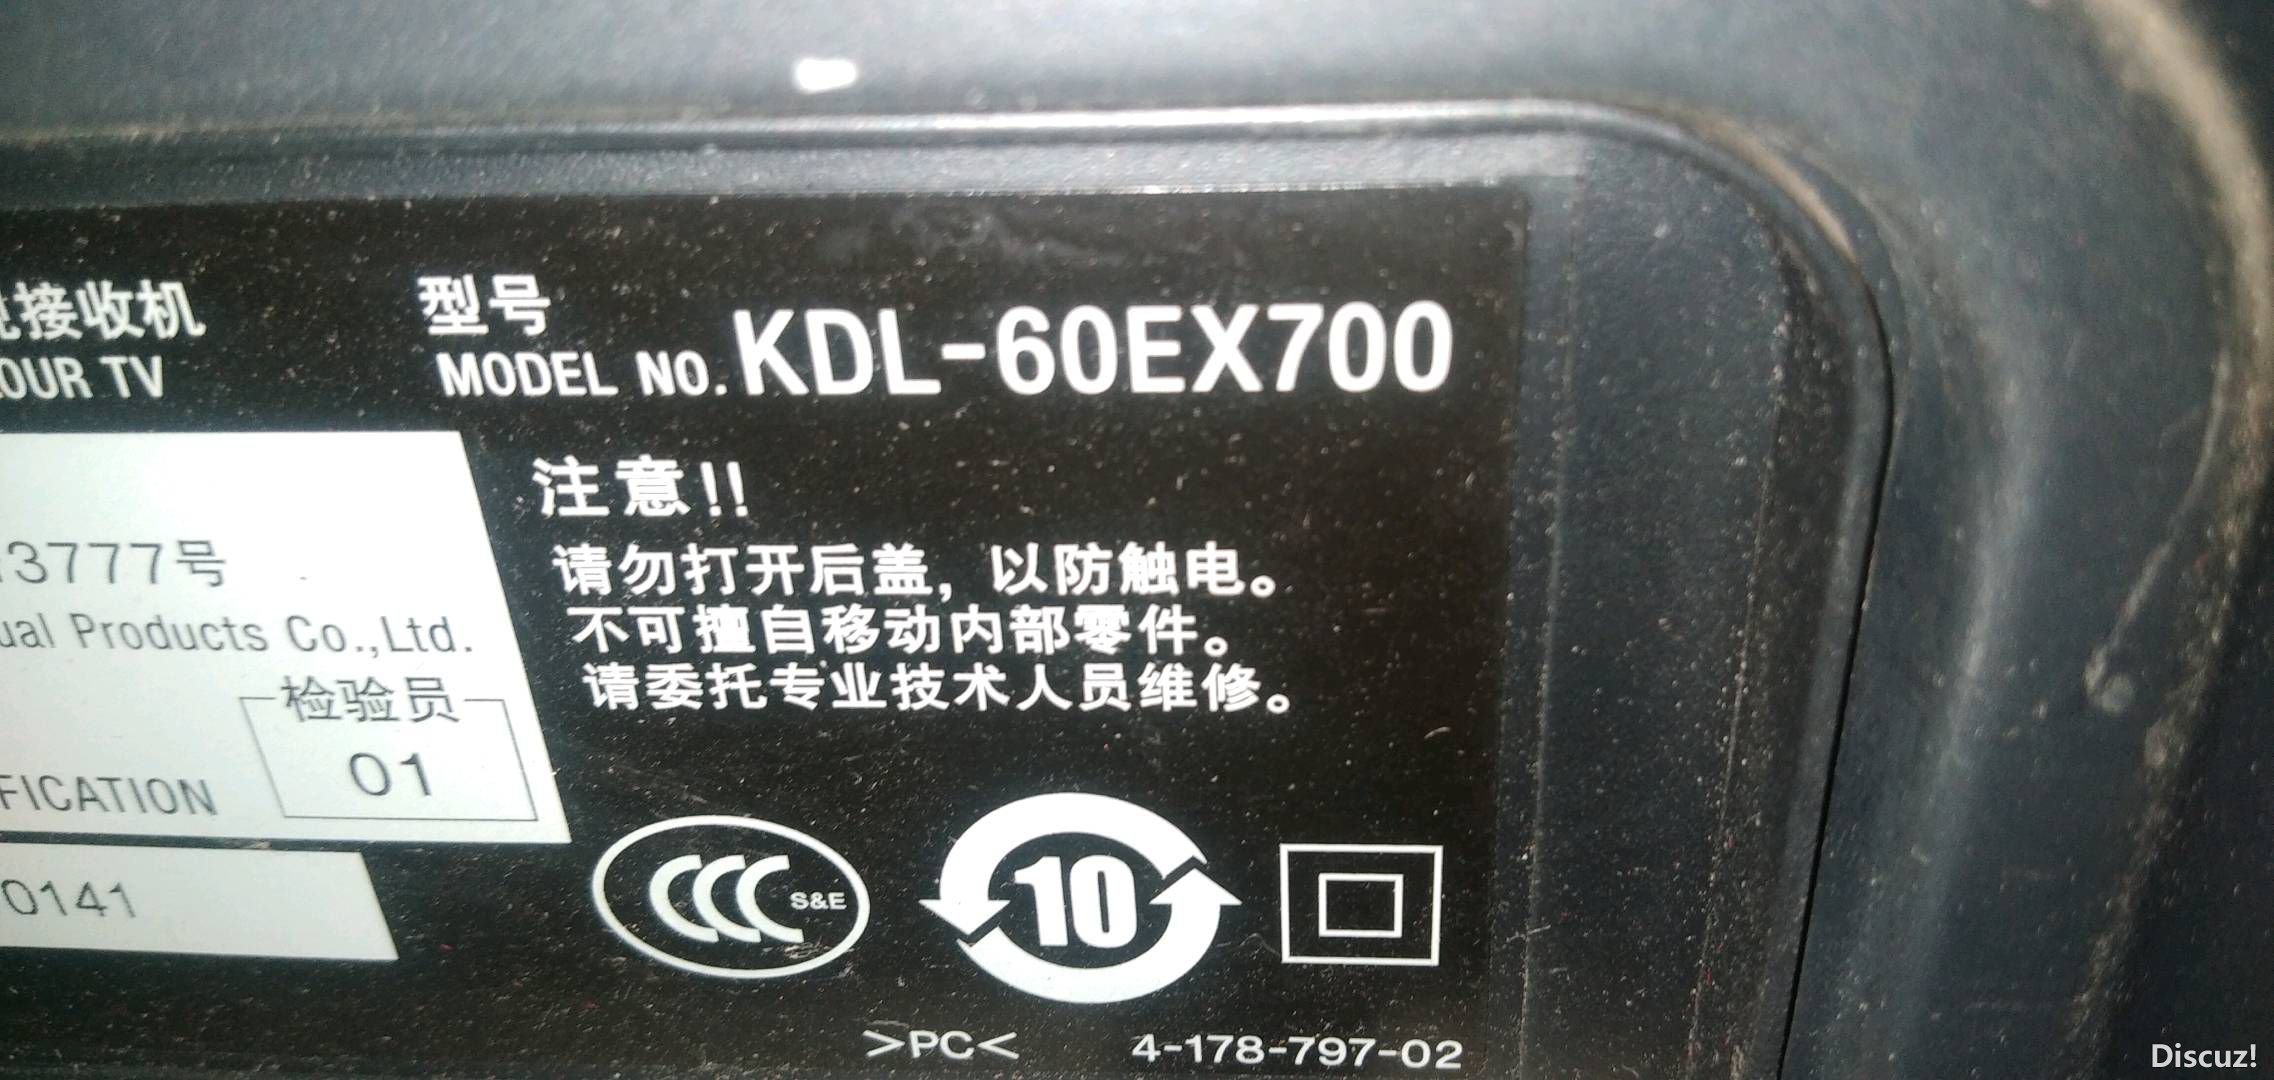 接收机
OUR TV
型号
MODEL NO. KDL-60EX700
注意!!
请勿打开后盖，以防触电。
不可擅自移动内部零件。
请委托专业技术人员维修。
3777号
ual Products Co.,Ltd.
检验员
01
FICATION
0141
CCC S&E
10
>PC<
4-178-797-02
Discuz!